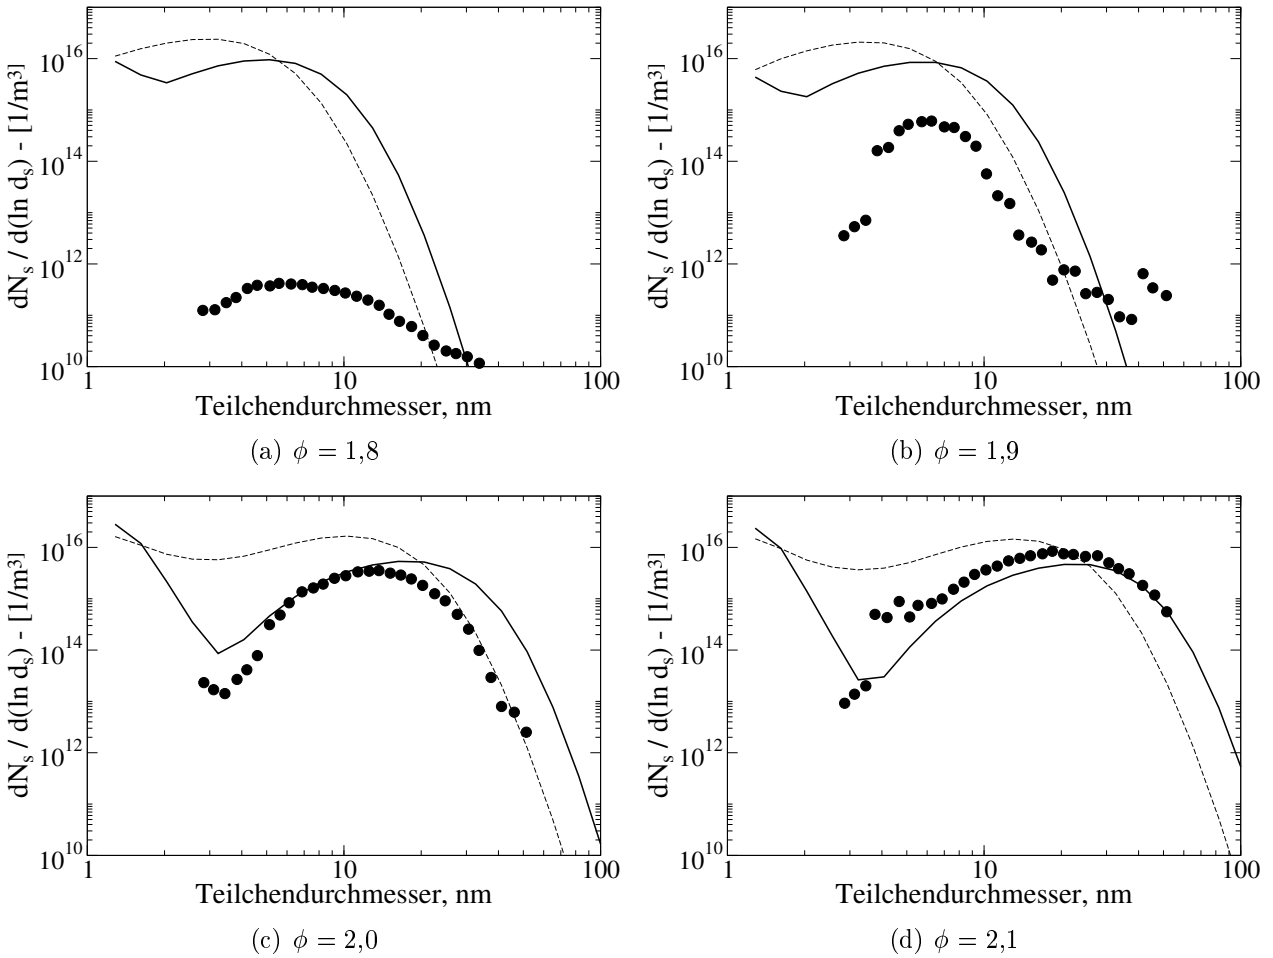 dN_s / d(ln d_s) - [1/m³]
10^16
10^14
10^12
10^10
1
10
100
Teilchendurchmesser, nm
(a) ϕ = 1,8
dN_s / d(ln d_s) - [1/m³]
10^16
10^14
10^12
10^10
1
10
100
Teilchendurchmesser, nm
(b) ϕ = 1,9
dN_s / d(ln d_s) - [1/m³]
10^16
10^14
10^12
10^10
1
10
100
Teilchendurchmesser, nm
(c) ϕ = 2,0
dN_s / d(ln d_s) - [1/m³]
10^16
10^14
10^12
10^10
1
10
100
Teilchendurchmesser, nm
(d) ϕ = 2,1